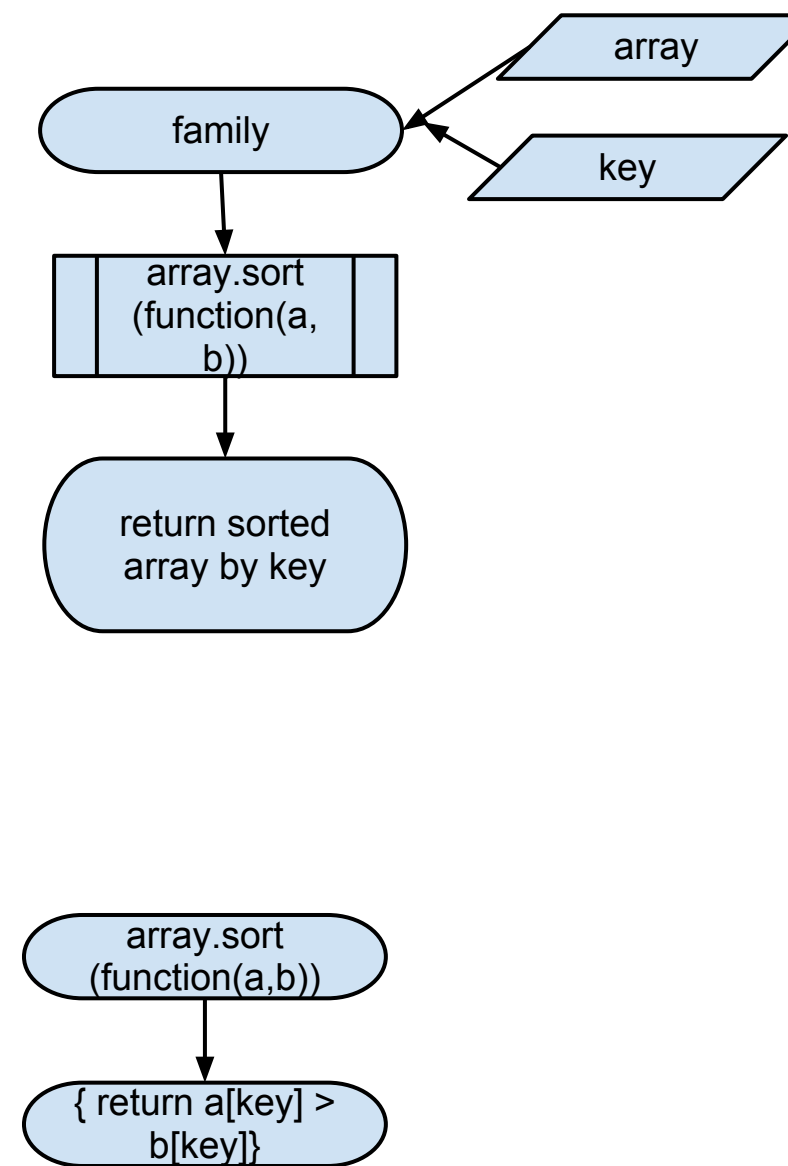 array
family
key
array.sort
(function(a,
b))
return sorted
array by key
array.sort
(function(a,b))
{ return a[key] >
b[key]}